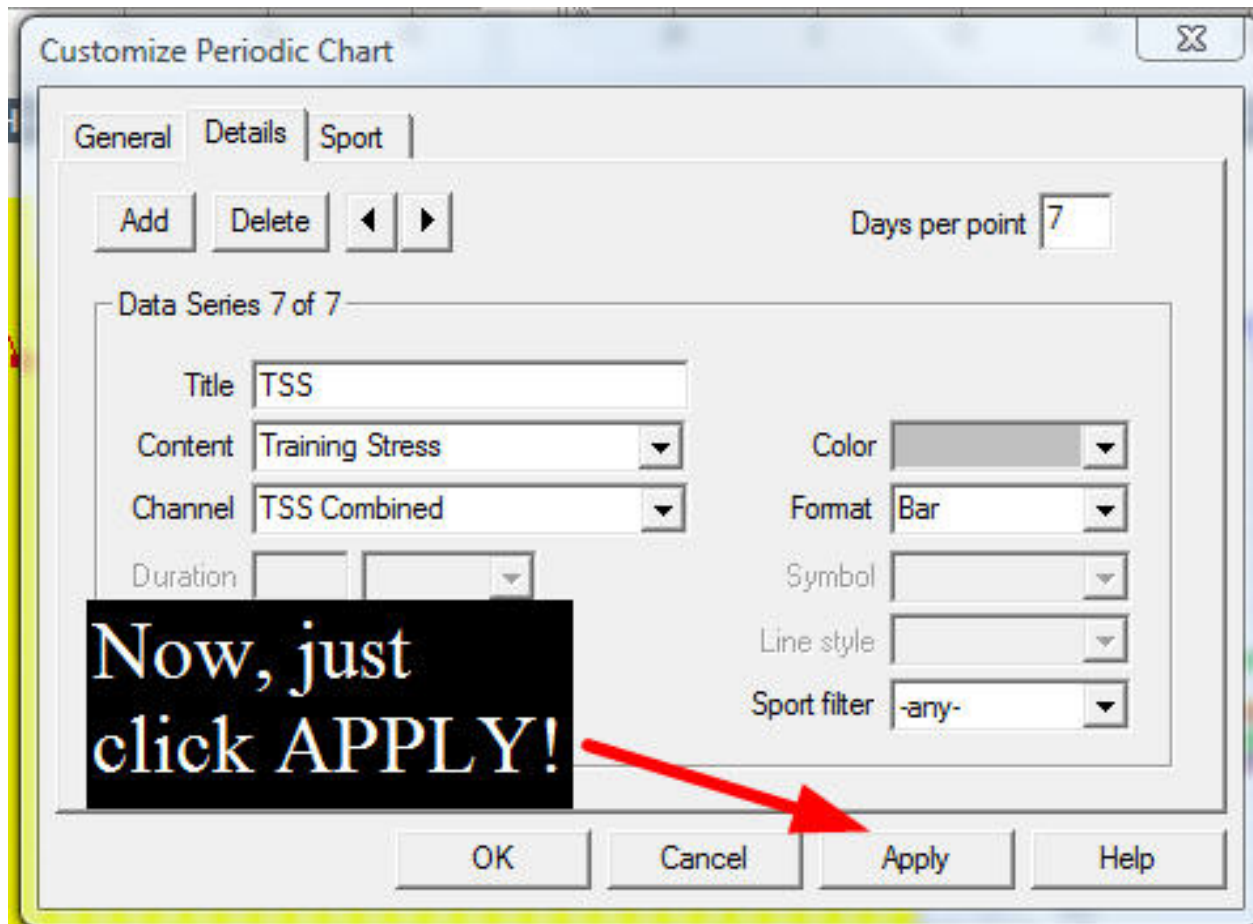 Customize Periodic Chart
General Details Sport
Add Delete Days per point 7
Data Series 7 of 7
Title TSS
Content Training Stress Color
Channel TSS Combined Format Bar
Duration Symbol
Line style
Sport filter -any-
Now, just
click APPLY!
OK Cancel Apply Help